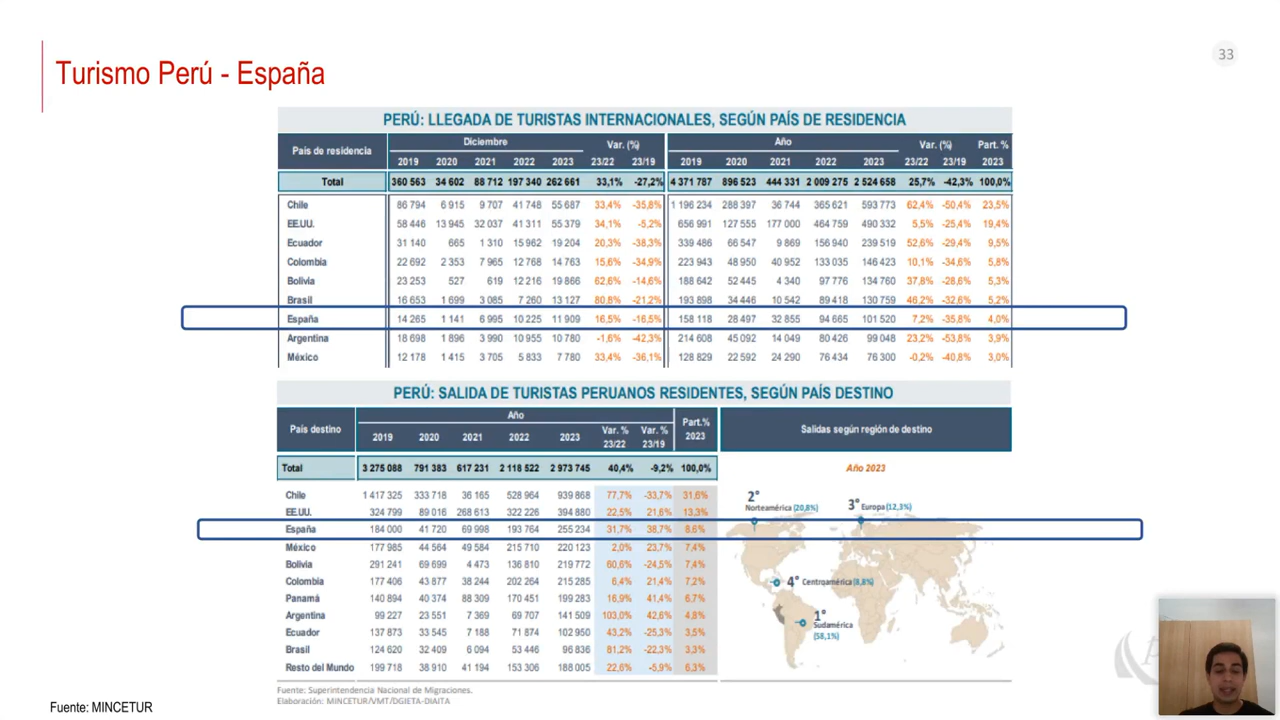 33
Turismo Perú - España
PERÚ: LLEGADA DE TURISTAS INTERNACIONALES, SEGÚN PAÍS DE RESIDENCIA
País de residencia Diciembre Var. (%) Año Var. (%) Part. %
2019 2020 2021 2022 2023 23/22 23/19 2019 2020 2021 2022 2023 23/22 23/19 2023
Total 360 563 34 602 88 712 197 340 262 661 33,1% -27,2% 4 371 787 896 523 444 331 2 009 275 2 524 658 25,7% -42,3% 100,0%
Chile 86 794 6 915 9 707 41 748 55 687 33,4% -35,8% 1 196 234 288 397 36 744 365 621 593 773 62,4% -50,4% 23,5%
EE.UU. 58 446 13 945 32 037 41 311 55 379 34,1% -5,2% 656 991 127 555 177 000 464 759 490 332 5,5% -25,4% 19,4%
Ecuador 31 140 665 1 310 15 962 19 204 20,3% -38,3% 339 486 66 547 9 869 156 940 239 519 52,6% -29,4% 9,5%
Colombia 22 692 2 353 7 965 12 768 14 763 15,6% -34,9% 223 943 48 950 40 952 133 035 146 423 10,1% -34,6% 5,8%
Bolivia 23 253 527 619 12 216 19 866 62,6% -14,6% 188 642 52 445 4 340 97 776 134 760 37,8% -28,6% 5,3%
Brasil 16 653 1 699 3 085 7 260 13 127 80,8% -21,2% 193 898 34 446 10 542 89 418 130 759 46,2% -32,6% 5,2%
España 14 265 1 141 6 995 10 225 11 909 16,5% -16,5% 158 118 28 497 32 855 94 665 101 520 7,2% -35,8% 4,0%
Argentina 18 698 1 896 3 990 10 955 10 780 -1,6% -42,3% 214 608 45 092 14 049 80 426 99 048 23,2% -53,8% 3,9%
México 12 178 1 415 3 705 5 833 7 780 33,4% -36,1% 128 829 22 592 24 290 76 434 76 300 -0,2% -40,8% 3,0%
PERÚ: SALIDA DE TURISTAS PERUANOS RESIDENTES, SEGÚN PAÍS DESTINO
País destino Año Part.% 2023 Salidas según región de destino
2019 2020 2021 2022 2023 Var. % 23/22 Var. % 23/19
Total 3 275 088 791 383 617 231 2 118 522 2 973 745 40,4% -9,2% 100,0%
Año 2023
Chile 1 417 325 333 718 36 165 528 964 939 868 77,7% -33,7% 31,6%
EE.UU. 324 799 89 016 268 613 322 226 394 880 22,5% 21,6% 13,3%
España 184 000 41 720 69 998 193 764 255 234 31,7% 38,7% 8,6%
México 177 985 44 564 49 584 215 710 220 123 2,0% 23,7% 7,4%
Bolivia 291 241 69 699 4 473 136 810 219 772 60,6% -24,5% 7,4%
Colombia 177 406 43 877 38 244 202 264 215 285 6,4% 21,4% 7,2%
Panamá 140 894 40 374 88 309 170 451 199 283 16,9% 41,4% 6,7%
Argentina 99 227 23 551 7 369 69 707 141 509 103,0% 42,6% 4,8%
Ecuador 137 873 33 545 7 188 71 874 102 950 43,2% -25,3% 3,5%
Brasil 124 620 32 409 6 094 53 446 96 836 81,2% -22,3% 3,3%
Resto del Mundo 199 718 38 910 41 194 153 306 188 005 22,6% -5,9% 6,3%
2° Norteamérica (20,8%)
3° Europa (12,3%)
4° Centroamérica (8,8%)
1° Sudamérica (58,1%)
Fuente: Superintendencia Nacional de Migraciones.
Elaboración: MINCETUR/VMT/DGIETA-DIAITA
Fuente: MINCETUR